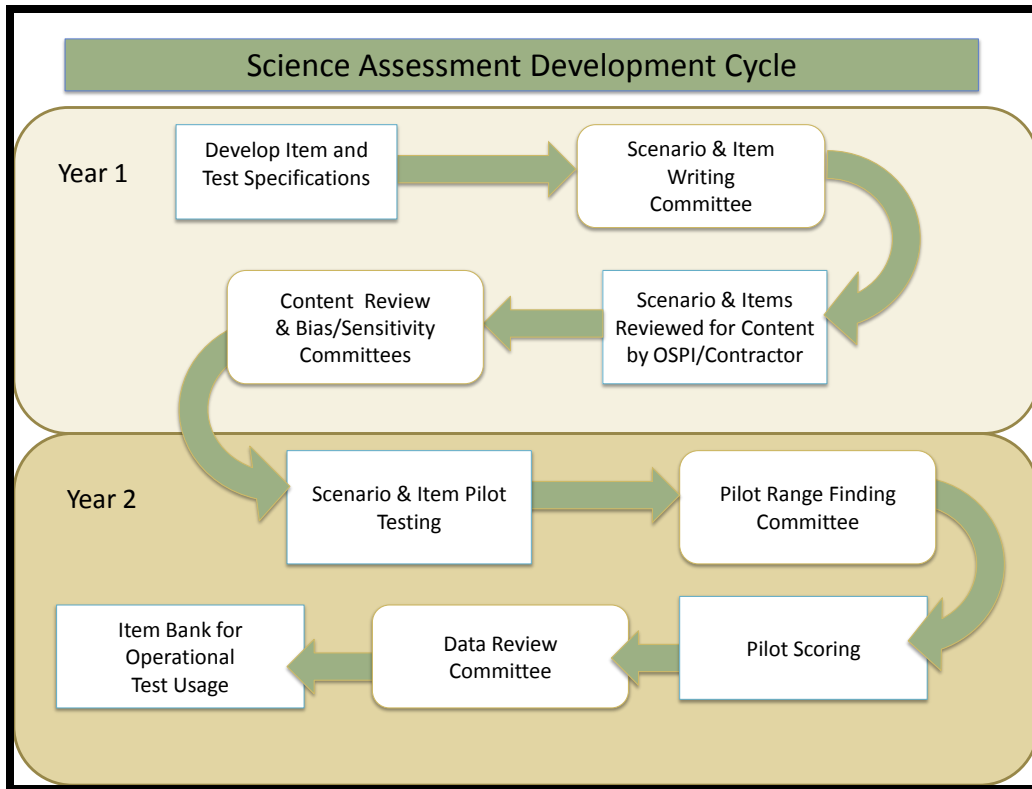 Science Assessment Development Cycle
Year 1
Develop Item and
Test Specifications
Scenario & Item
Writing
Committee
Scenario & Items
Reviewed for Content
by OSPI/Contractor
Content Review
& Bias/Sensitivity
Committees
Year 2
Scenario & Item Pilot
Testing
Pilot Range Finding
Committee
Pilot Scoring
Data Review
Committee
Item Bank for
Operational
Test Usage